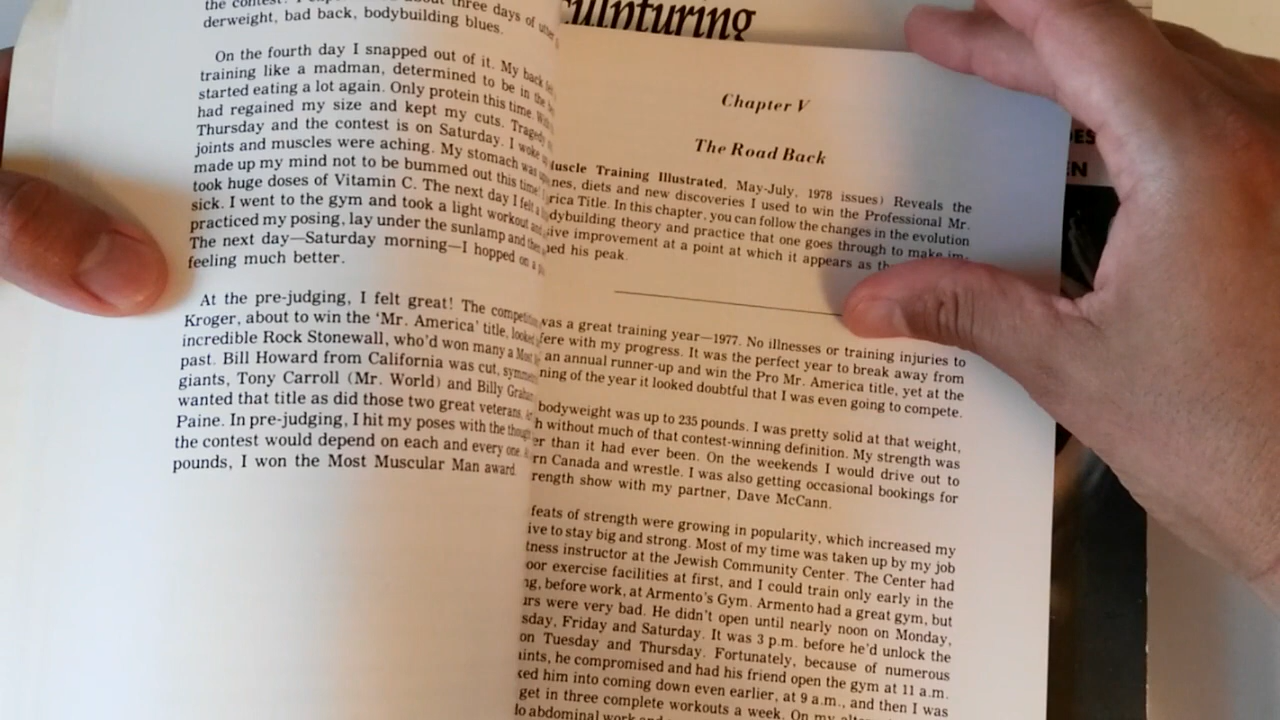 the contest.
about three days of
derweight, bad back, bodybuilding blues.
On the fourth day I snapped out of it. My back
training like a madman, determined to be in the
started eating a lot again. Only protein this time.
had regained my size and kept my cuts. Tragedy
Thursday and the contest is on Saturday. I woke
joints and muscles were aching. My stomach was
made up my mind not to be bummed out this time.
took huge doses of Vitamin C. The next day I felt a
sick. I went to the gym and took a light workout and
practiced my posing, lay under the sunlamp and
The next day—Saturday morning—I hopped on a
feeling much better.
At the pre-judging, I felt great! The
Kroger, about to win the 'Mr. America' title, looked
incredible Rock Stonewall, who'd won many a Most
past. Bill Howard from California was cut,
giants, Tony Carroll (Mr. World) and Billy
wanted that title as did those two great veterans,
Paine. In pre-judging, I hit my poses with the
the contest would depend on each and every one.
pounds, I won the Most Muscular Man award
culpturing
Chapter V
The Road Back
Muscle Training Illustrated, May-July, 1978 issues) Reveals the
nes, diets and new discoveries I used to win the Professional Mr.
rica Title. In this chapter, you can follow the changes in the evolution
dybuilding theory and practice that one goes through to make im-
ive improvement at a point at which it appears as
ed his peak.
was a great training year—1977. No illnesses or training injuries to
fere with my progress. It was the perfect year to break away from
an annual runner-up and win the Pro Mr. America title, yet at the
ning of the year it looked doubtful that I was even going to compete.
bodyweight was up to 235 pounds. I was pretty solid at that weight,
h without much of that contest-winning definition. My strength was
er than it had ever been. On the weekends I would drive out to
rn Canada and wrestle. I was also getting occasional bookings for
rength show with my partner, Dave McCann.
feats of strength were growing in popularity, which increased my
ive to stay big and strong. Most of my time was taken up by my job
tness instructor at the Jewish Community Center. The Center had
oor exercise facilities at first, and I could train only early in the
ng, before work, at Armento's Gym. Armento had a great gym, but
urs were very bad. He didn't open until nearly noon on Monday,
sday, Friday and Saturday. It was 3 p.m. before he'd unlock the
on Tuesday and Thursday. Fortunately, because of numerous
ints, he compromised and had his friend open the gym at 11 a.m.
ked him into coming down even earlier, at 9 a.m., and then I was
get in three complete workouts a week. On my
do abdominal work and
DES
EN